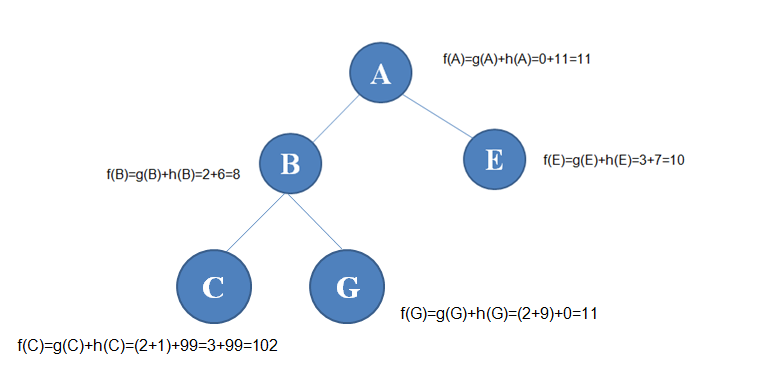 f(A)=g(A)+h(A)=0+11=11
A
B
E
f(E)=g(E)+h(E)=3+7=10
f(B)=g(B)+h(B)=2+6=8
C
G
f(G)=g(G)+h(G)=(2+9)+0=11
f(C)=g(C)+h(C)=(2+1)+99=3+99=102